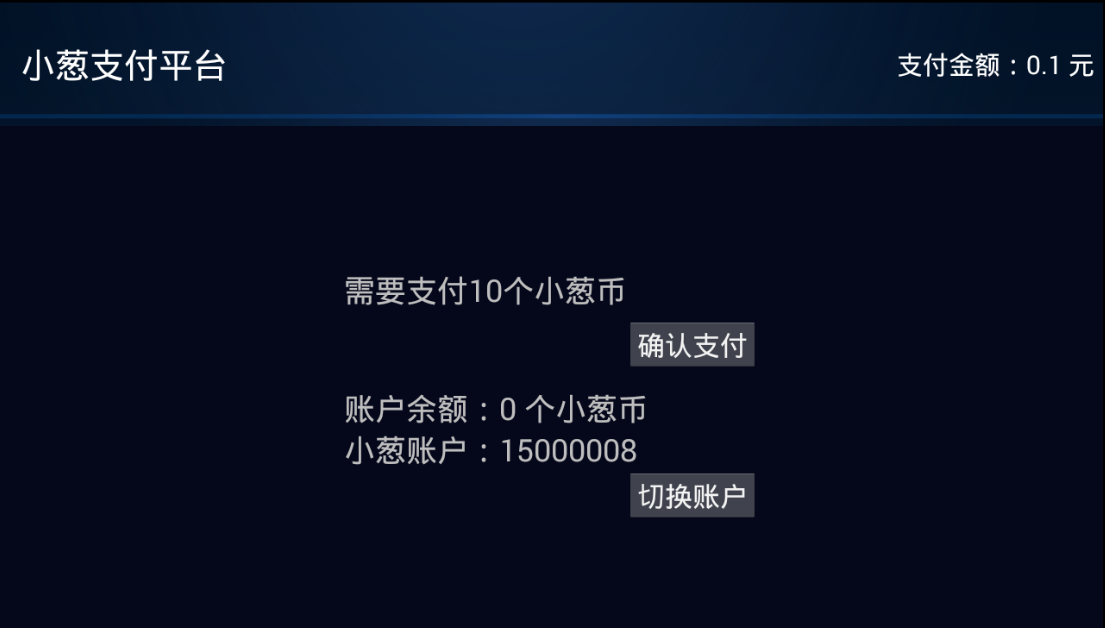 小葱支付平台
支付金额：0.1 元
需要支付10个小葱币
确认支付
账户余额：0 个小葱币
小葱账户：15000008
切换账户